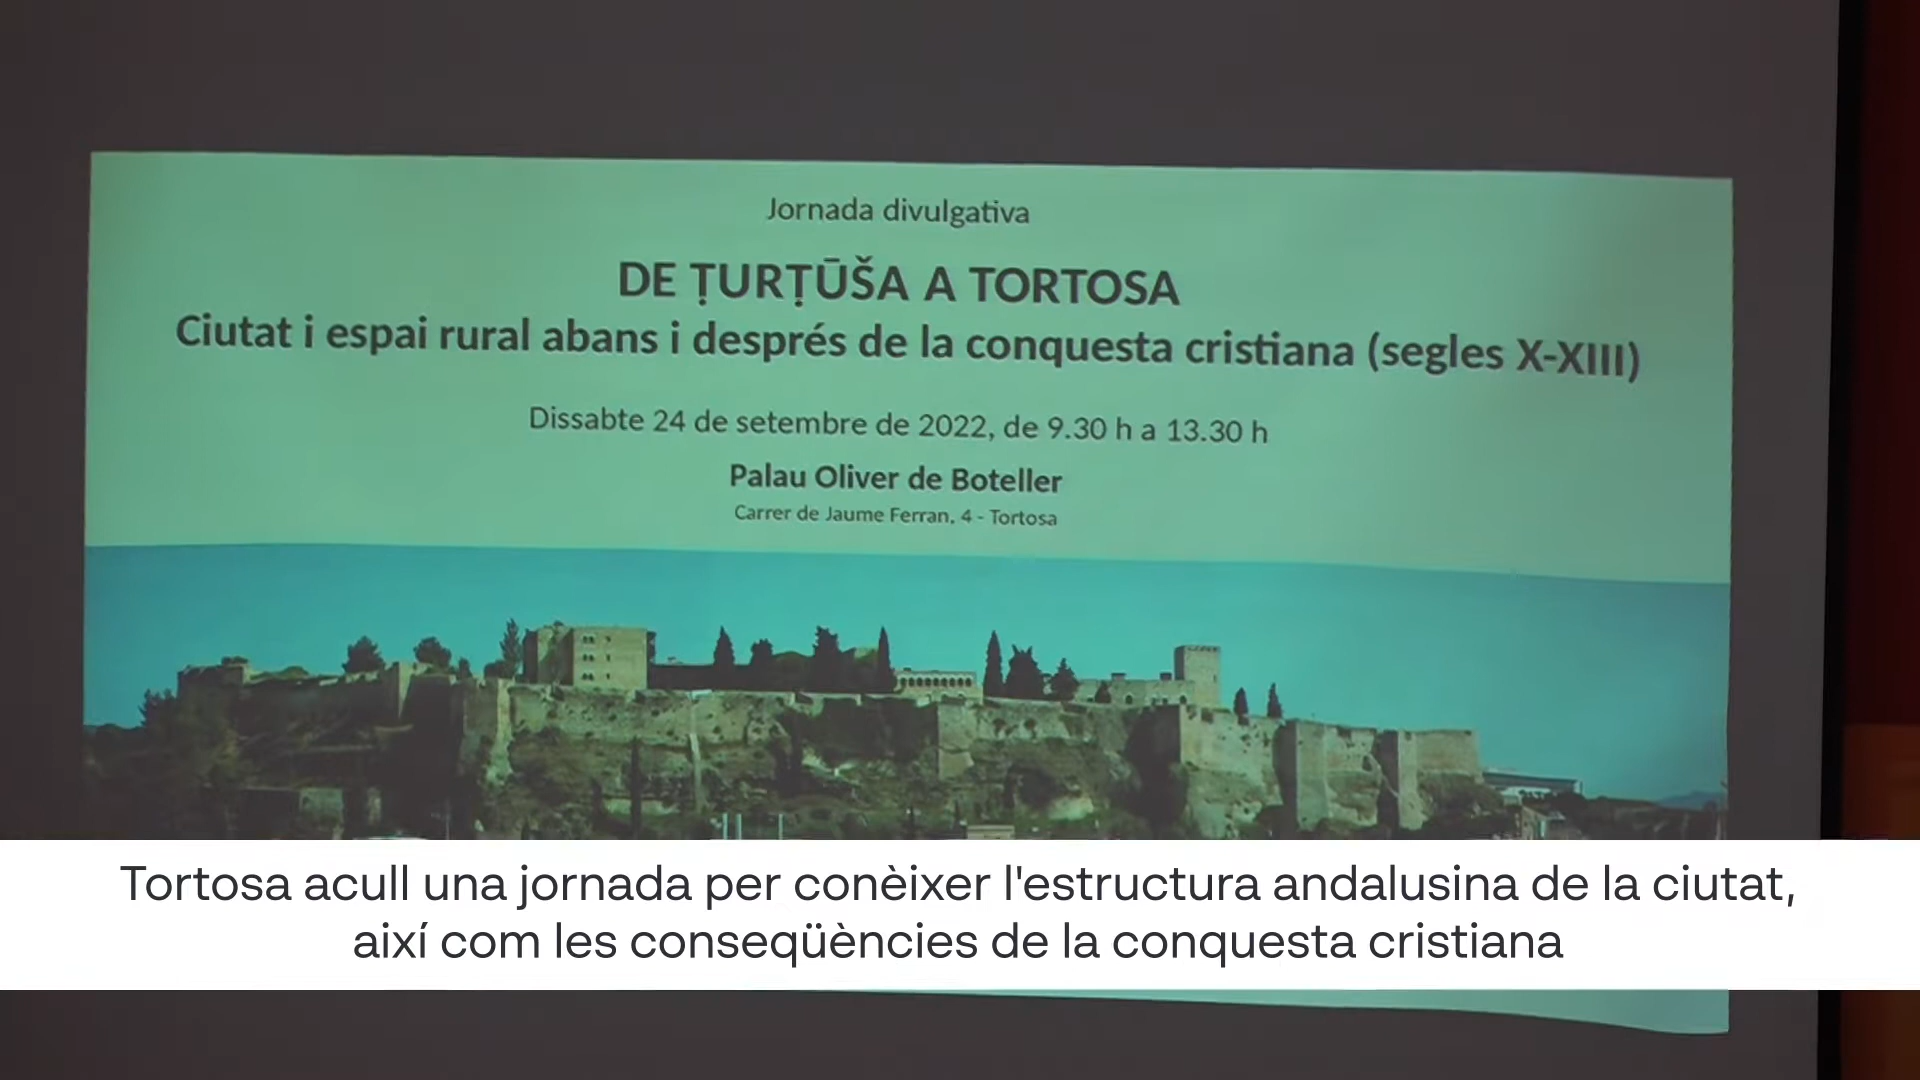 Jornada divulgativa
DE ṬURṬŪŠA A TORTOSA
Ciutat i espai rural abans i després de la conquesta cristiana (segles X-XIII)
Dissabte 24 de setembre de 2022, de 9.30 h a 13.30 h
Palau Oliver de Boteller
Carrer de Jaume Ferran, 4 - Tortosa
Tortosa acull una jornada per conèixer l'estructura andalusina de la ciutat,
així com les conseqüències de la conquesta cristiana